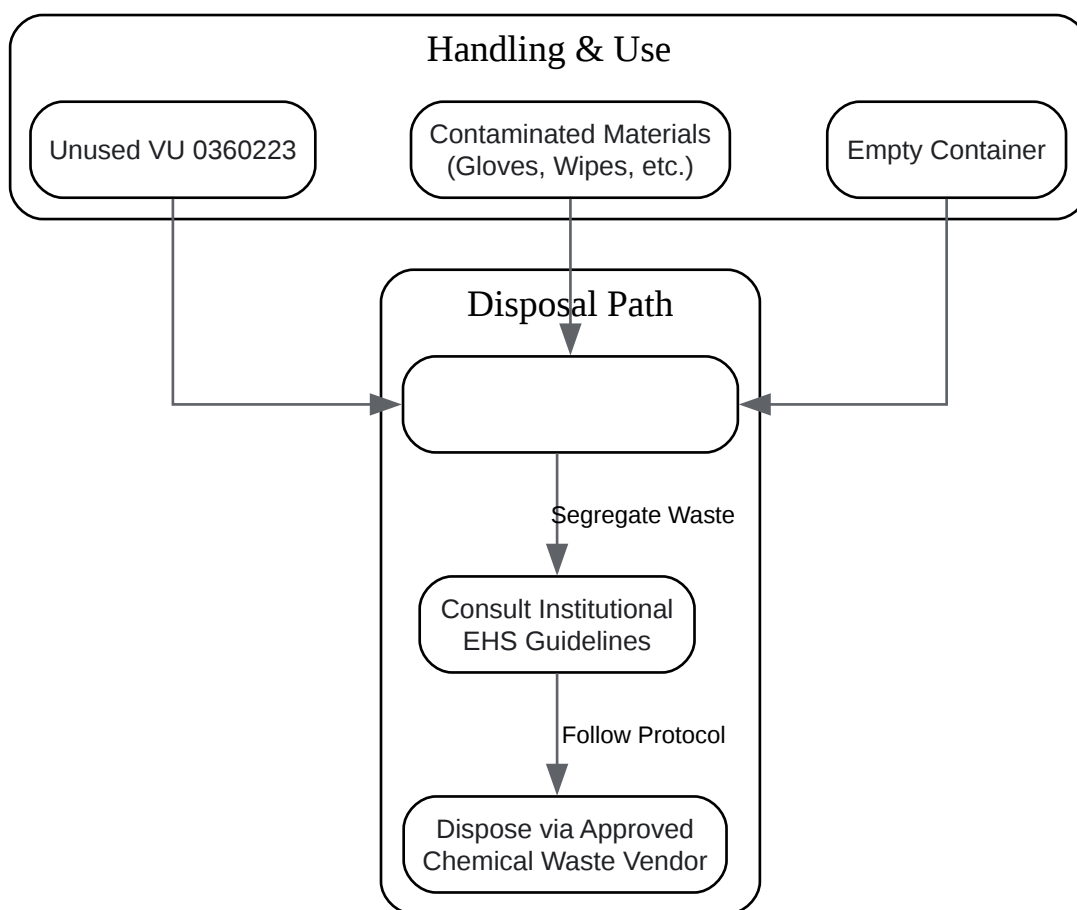 Handling & Use
Unused VU 0360223
Contaminated Materials
(Gloves, Wipes, etc.)
Empty Container
Disposal Path
Segregate Waste
Consult Institutional
EHS Guidelines
Follow Protocol
Dispose via Approved
Chemical Waste Vendor